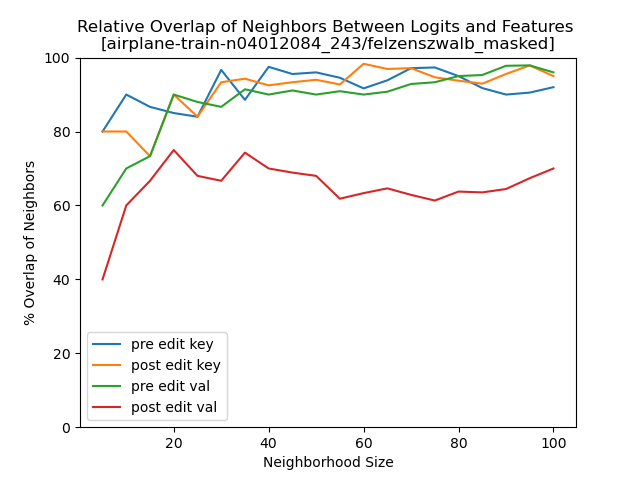 Relative Overlap of Neighbors Between Logits and Features
[airplane-train-n04012084_243/felzenszwalb_masked]
100
80
60
40
20
0
% Overlap of Neighbors
pre edit key
post edit key
pre edit val
post edit val
20 40 60 80 100
Neighborhood Size